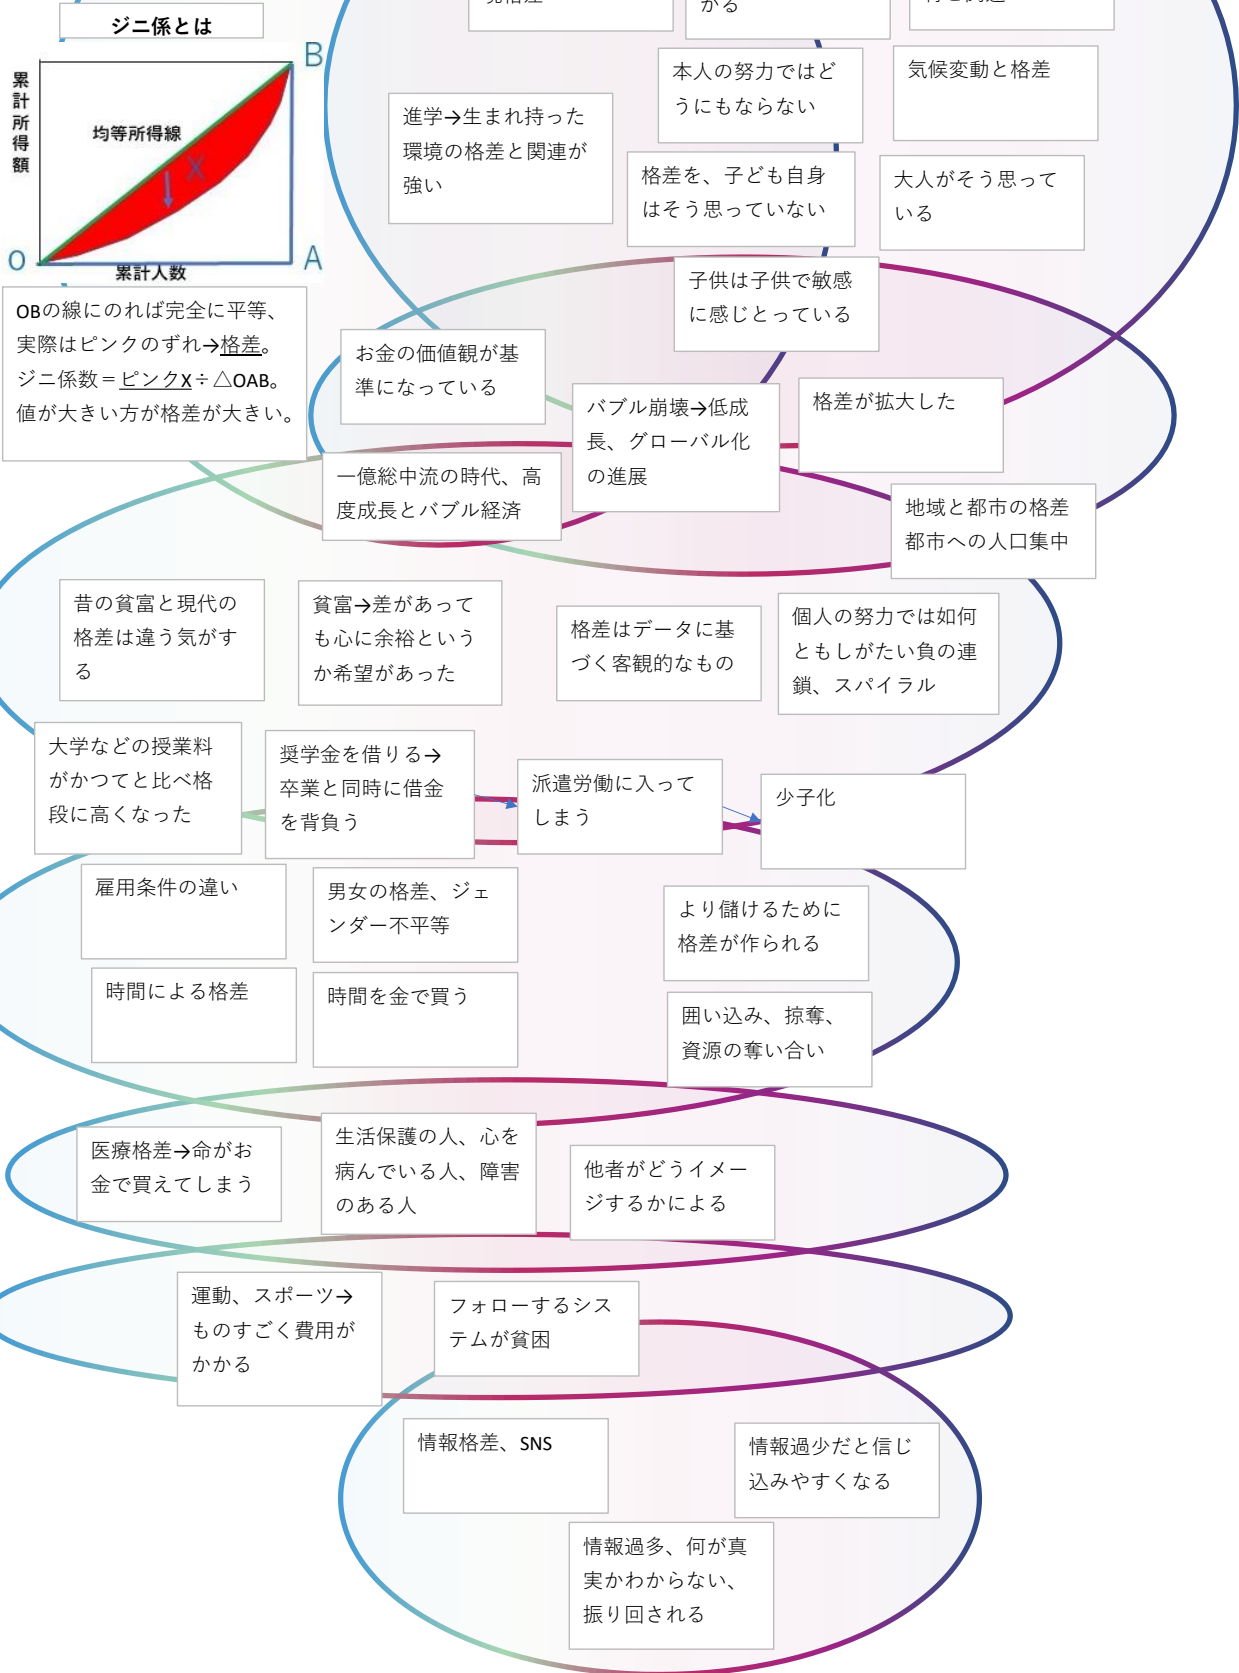 ジニ係とは
B
累計所得額
均等所得線
X
O
A
累計人数
OBの線にのれば完全に平等、
実際はピンクのずれ→格差。
ジニ係数＝ピンクX÷△OAB。
値が大きい方が格差が大きい。
かる
本人の努力ではど
うにもならない
気候変動と格差
進学→生まれ持った
環境の格差と関連が
強い
格差を、子ども自身
はそう思っていない
大人がそう思って
いる
子供は子供で敏感
に感じとっている
お金の価値観が基
準になっている
バブル崩壊→低成
長、グローバル化
の進展
格差が拡大した
一億総中流の時代、高
度成長とバブル経済
地域と都市の格差
都市への人口集中
昔の貧富と現代の
格差は違う気がす
る
貧富→差があって
も心に余裕という
か希望があった
格差はデータに基
づく客観的なもの
個人の努力では如何
ともしがたい負の連
鎖、スパイラル
大学などの授業料
がかつてと比べ格
段に高くなった
奨学金を借りる→
卒業と同時に借金
を背負う
派遣労働に入って
しまう
少子化
雇用条件の違い
男女の格差、ジェ
ンダー不平等
より儲けるために
格差が作られる
時間による格差
時間を金で買う
囲い込み、掠奪、
資源の奪い合い
医療格差→命がお
金で買えてしまう
生活保護の人、心を
病んでいる人、障害
のある人
他者がどうイメー
ジするかによる
運動、スポーツ→
ものすごく費用が
かかる
フォローするシス
テムが貧困
情報格差、SNS
情報過少だと信じ
込みやすくなる
情報過多、何が真
実かわからない、
振り回される